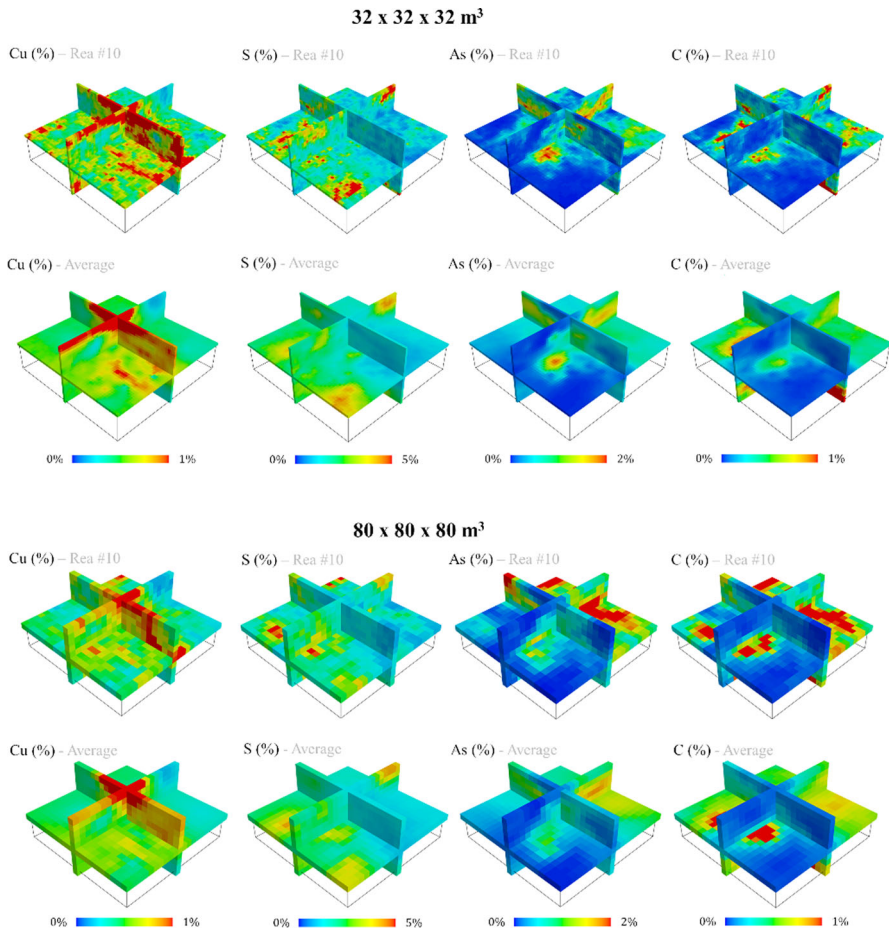 32 x 32 x 32 m³
Cu (%) – Rea #10 S (%) – Rea #10 As (%) – Rea #10 C (%) – Rea #10
Cu (%) - Average S (%) - Average As (%) - Average C (%) - Average
0% 1% 0% 5% 0% 2% 0% 1%
80 x 80 x 80 m³
Cu (%) – Rea #10 S (%) – Rea #10 As (%) – Rea #10 C (%) – Rea #10
Cu (%) - Average S (%) - Average As (%) - Average C (%) - Average
0% 1% 0% 5% 0% 2% 0% 1%